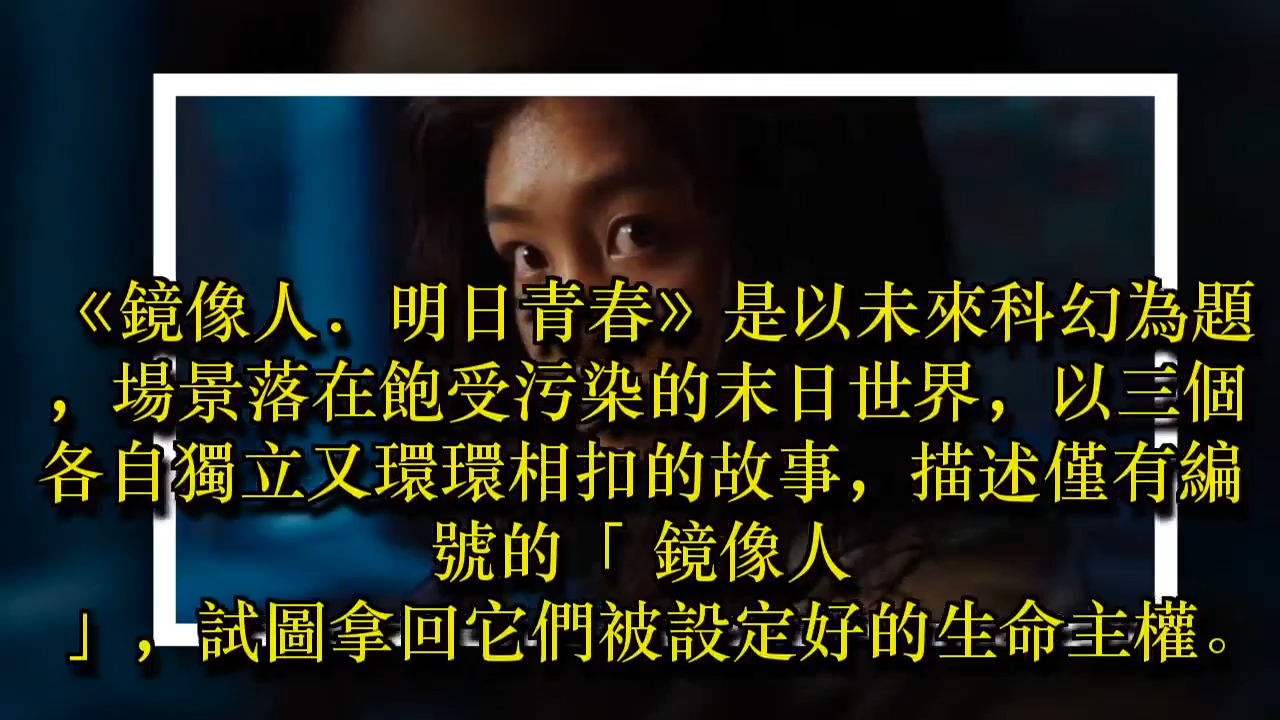 《鏡像人．明日青春》是以未來科幻為題
，場景落在飽受污染的末日世界，以三個
各自獨立又環環相扣的故事，描述僅有編
號的「 鏡像人
」，試圖拿回它們被設定好的生命主權。